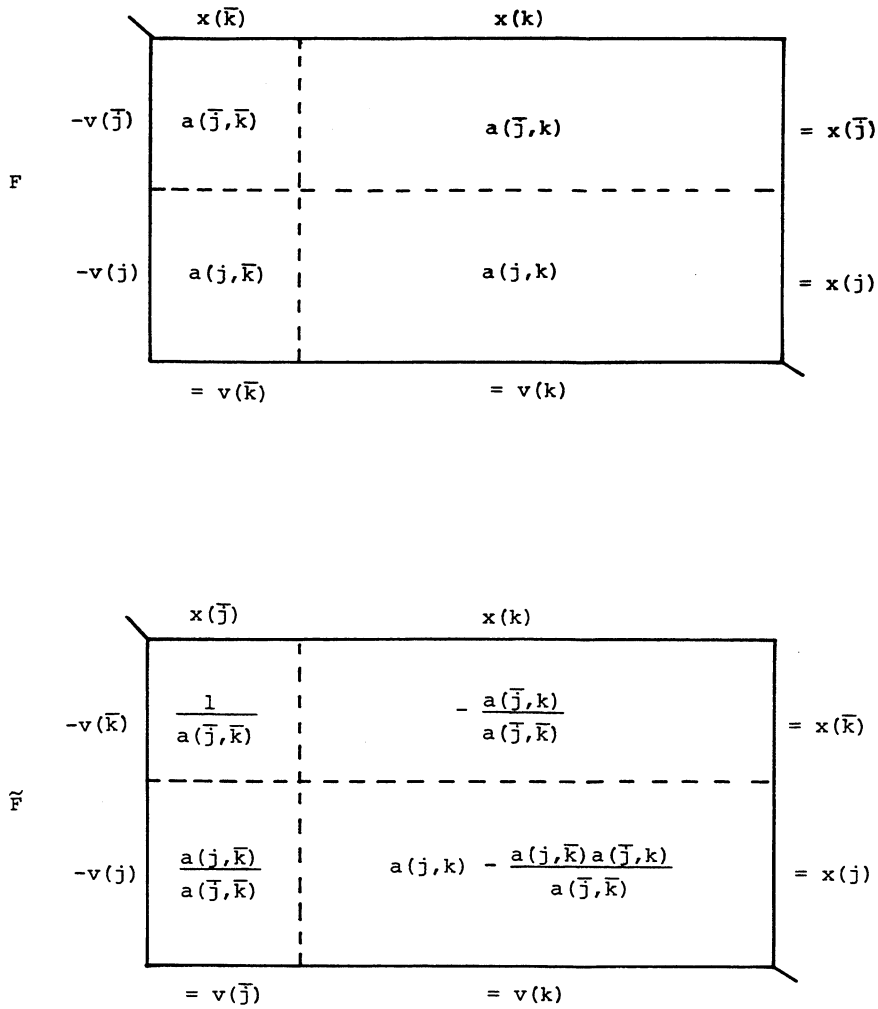 x(k̅) x(k)
-v(j̅) a(j̅,k̅) a(j̅,k) = x(j̅)
F
-v(j) a(j,k̅) a(j,k) = x(j)
= v(k̅) = v(k)
x(j̅) x(k)
-v(k̅) 1/a(j̅,k̅) - a(j̅,k)/a(j̅,k̅) = x(k̅)
F̃
-v(j) a(j,k̅)/a(j̅,k̅) a(j,k) - a(j,k̅)a(j̅,k)/a(j̅,k̅) = x(j)
= v(j̅) = v(k)